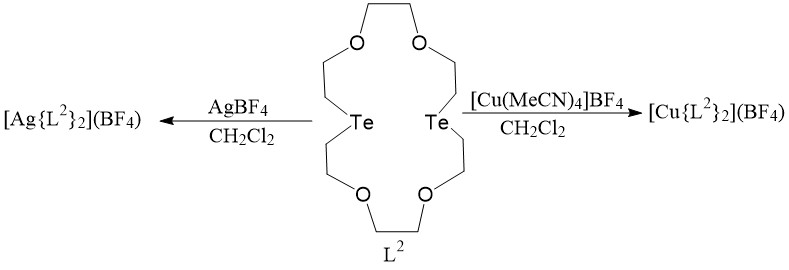 O O
[Ag{L²}₂](BF₄) AgBF₄ CH₂Cl₂ Te Te [Cu(MeCN)₄]BF₄ CH₂Cl₂ [Cu{L²}₂](BF₄)
O O
L²